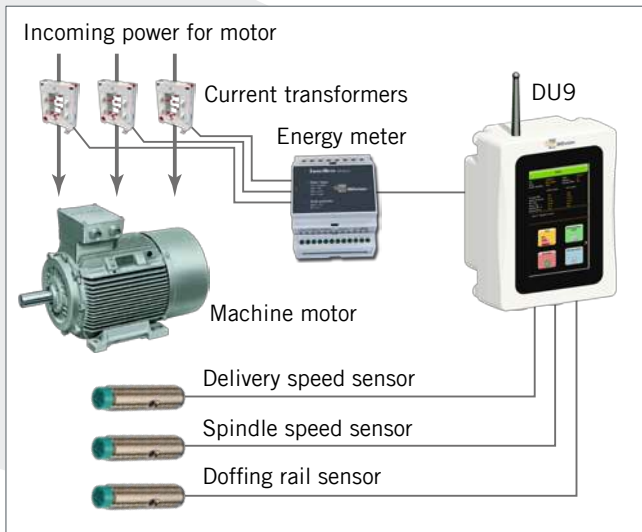 Incoming power for motor
Current transformers
DU9
Energy meter
Machine motor
Delivery speed sensor
Spindle speed sensor
Doffing rail sensor